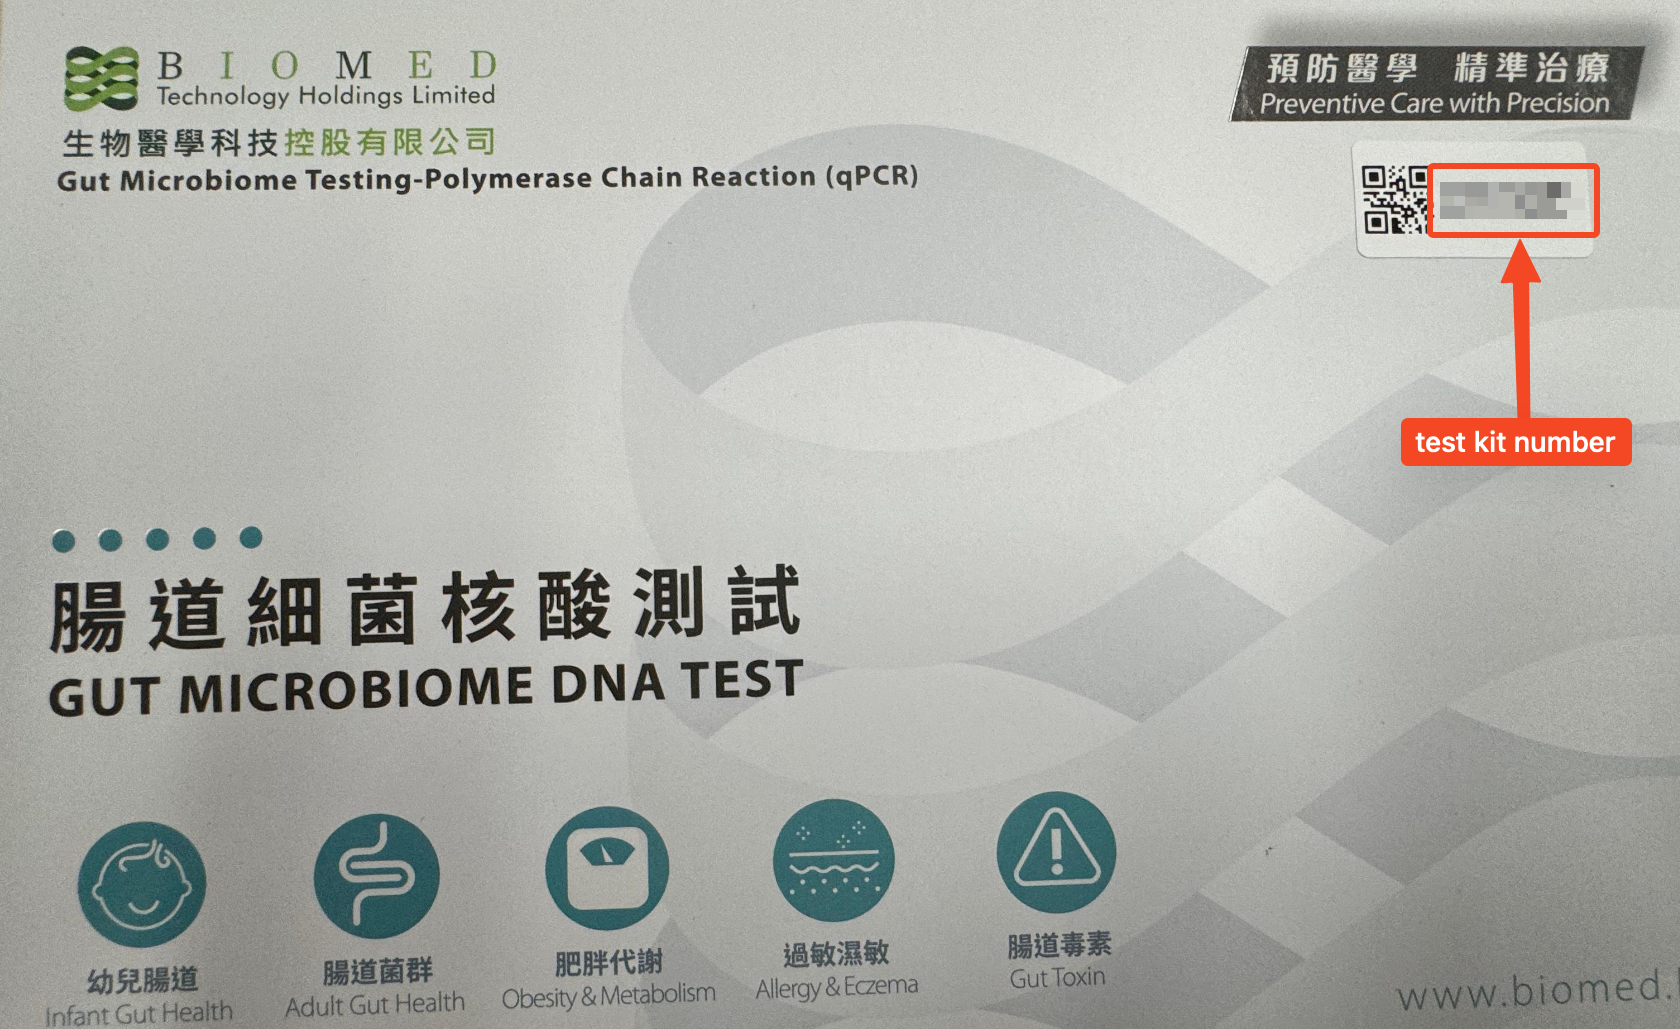 BIOMED
Technology Holdings Limited
生物醫學科技控股有限公司
Gut Microbiome Testing-Polymerase Chain Reaction (qPCR)
預防醫學 精準治療
Preventive Care with Precision
test kit number
腸道細菌核酸測試
GUT MICROBIOME DNA TEST
幼兒腸道
Infant Gut Health
腸道菌群
Adult Gut Health
肥胖代謝
Obesity & Metabolism
過敏濕敏
Allergy & Eczema
腸道毒素
Gut Toxin
www.biomed.